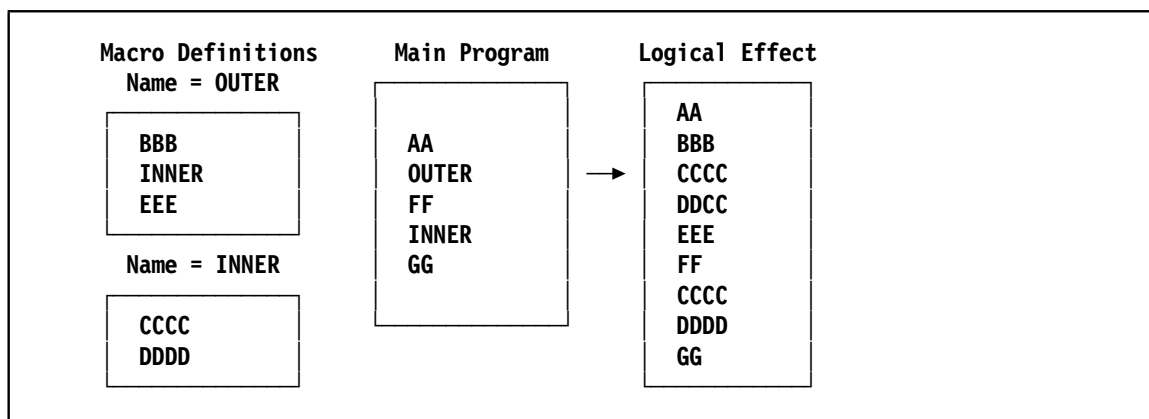 Macro Definitions
Name = OUTER
BBB
INNER
EEE
Name = INNER
CCCC
DDDD
Main Program
AA
OUTER
FF
INNER
GG
Logical Effect
AA
BBB
CCCC
DDCC
EEE
FF
CCCC
DDDD
GG